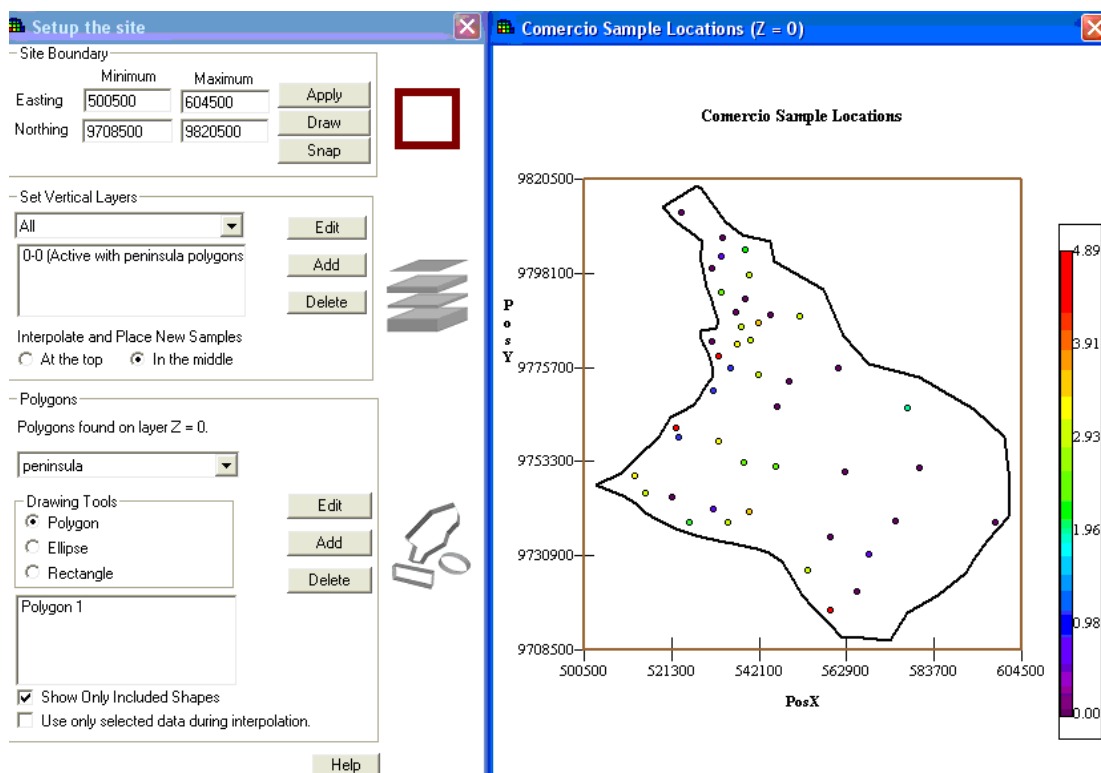 Setup the site
Site Boundary
Minimum Maximum
Easting 500500 604500 Apply
Northing 9708500 9820500 Draw
Snap
Set Vertical Layers
All Edit
0-0 (Active with peninsula polygons Add
Delete
Interpolate and Place New Samples
At the top In the middle
Polygons
Polygons found on layer Z = 0.
peninsula
Drawing Tools Edit
Polygon
Ellipse Add
Rectangle Delete
Polygon 1
Show Only Included Shapes
Use only selected data during interpolation.
Help
Comercio Sample Locations (Z = 0)
Comercio Sample Locations
9820500
9798100
9775700
9753300
9730900
9708500
PosY
500500 521300 542100 562900 583700 604500
PosX
4.89
3.91
2.93
1.96
0.98
0.00